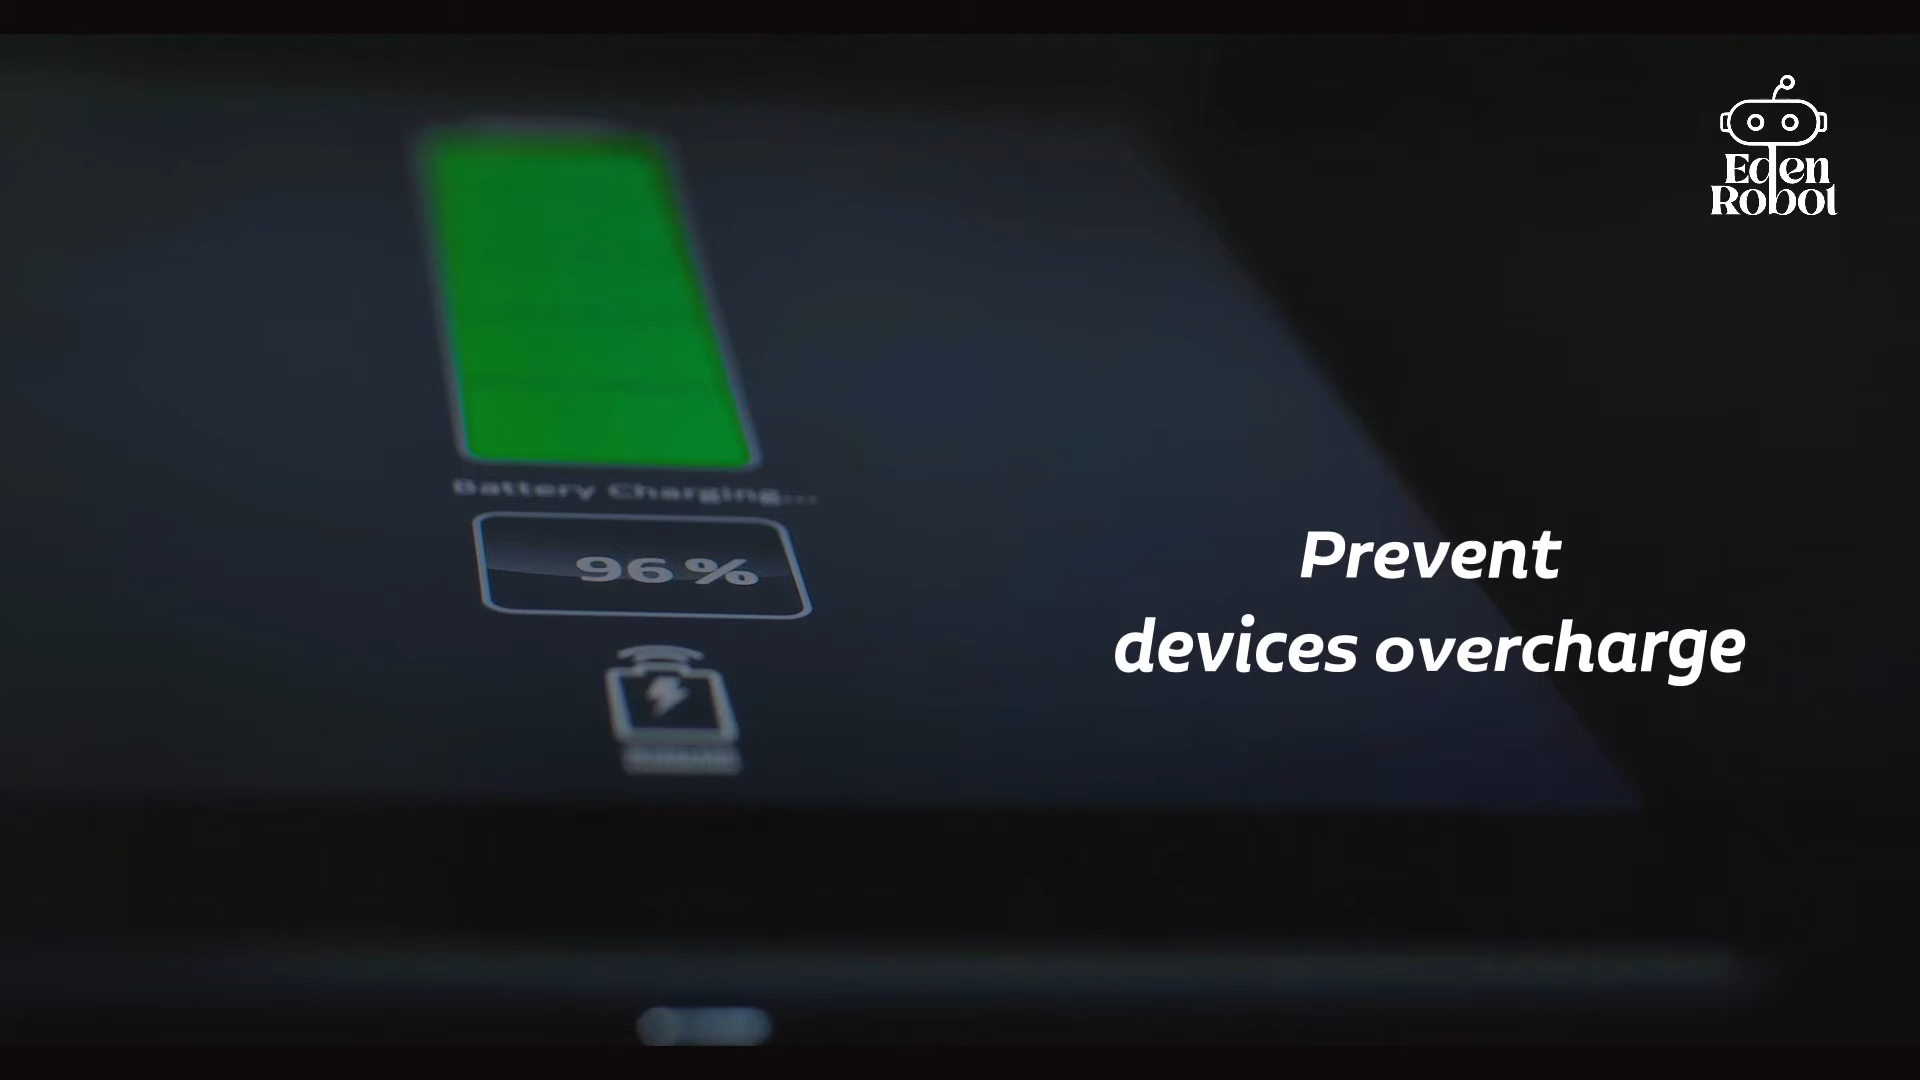 Eden
Robot
Battery Charging...
96%
Prevent
devices overcharge